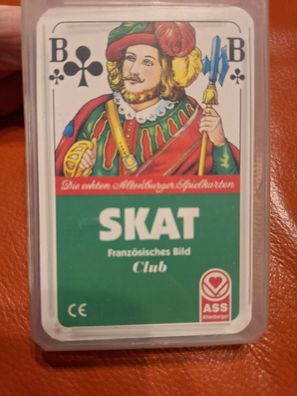 B B
Die echten Altenburger Spielkarten
SKAT
Französisches Bild
Club
CE
ASS
Altenburger